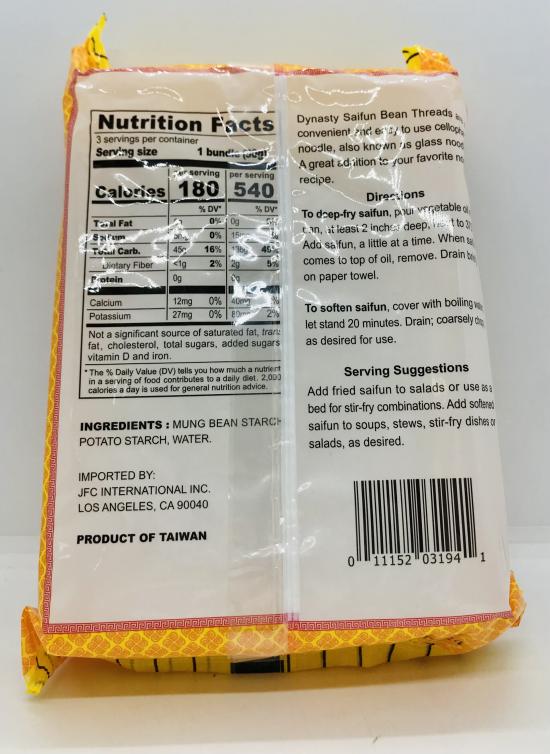 Nutrition Facts
3 servings per container
Serving size 1 bundle
per serving per serving
Calories 180 540
% DV* % DV*
Total Fat 0% 0g
Sodium 0%
Total Carb. 16%
Dietary Fiber <1g 2% 2g 5%
Protein 0g
Calcium 12mg 0% 40mg
Potassium 27mg 0% 2%
Not a significant source of saturated fat, trans
fat, cholesterol, total sugars, added sugars
vitamin D and iron.
* The % Daily Value (DV) tells you how much a nutrient
in a serving of food contributes to a daily diet. 2,000
calories a day is used for general nutrition advice.
INGREDIENTS : MUNG BEAN STARCH
POTATO STARCH, WATER.
IMPORTED BY:
JFC INTERNATIONAL INC.
LOS ANGELES, CA 90040
PRODUCT OF TAIWAN
Dynasty Saifun Bean Threads
convenient and easy to use
noodle, also known as glass
A great addition to your favorite
recipe.
Directions
To deep-fry saifun, pour vegetable oil
can, at least 2 inches deep, heat to
Add saifun, a little at a time. When
comes to top of oil, remove. Drain
on paper towel.
To soften saifun, cover with boiling
let stand 20 minutes. Drain; coarsely
as desired for use.
Serving Suggestions
Add fried saifun to salads or use as a
bed for stir-fry combinations. Add softened
saifun to soups, stews, stir-fry dishes or
salads, as desired.
0 11152 03194 1